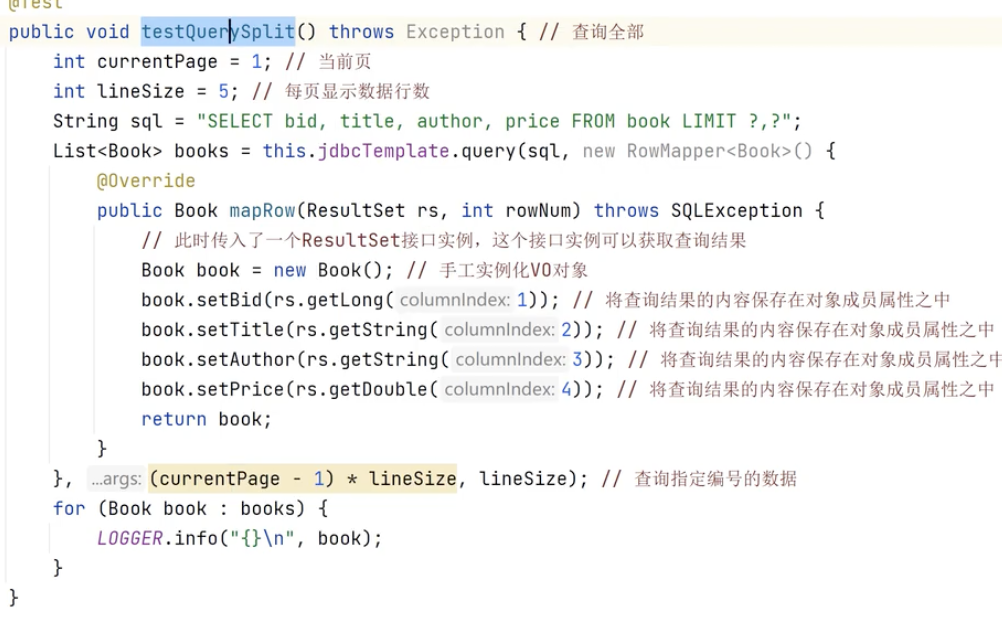 @Test
public void testQuerySplit() throws Exception { // 查询全部
int currentPage = 1; // 当前页
int lineSize = 5; // 每页显示数据行数
String sql = "SELECT bid, title, author, price FROM book LIMIT ?,?";
List<Book> books = this.jdbcTemplate.query(sql, new RowMapper<Book>() {
@Override
public Book mapRow(ResultSet rs, int rowNum) throws SQLException {
// 此时传入了一个ResultSet接口实例，这个接口实例可以获取查询结果
Book book = new Book(); // 手工实例化VO对象
book.setBid(rs.getLong( columnIndex: 1)); // 将查询结果的内容保存在对象成员属性之中
book.setTitle(rs.getString( columnIndex: 2)); // 将查询结果的内容保存在对象成员属性之中
book.setAuthor(rs.getString( columnIndex: 3)); // 将查询结果的内容保存在对象成员属性之中
book.setPrice(rs.getDouble( columnIndex: 4)); // 将查询结果的内容保存在对象成员属性之中
return book;
}
}, ...args: (currentPage - 1) * lineSize, lineSize); // 查询指定编号的数据
for (Book book : books) {
LOGGER.info("{}\n", book);
}
}